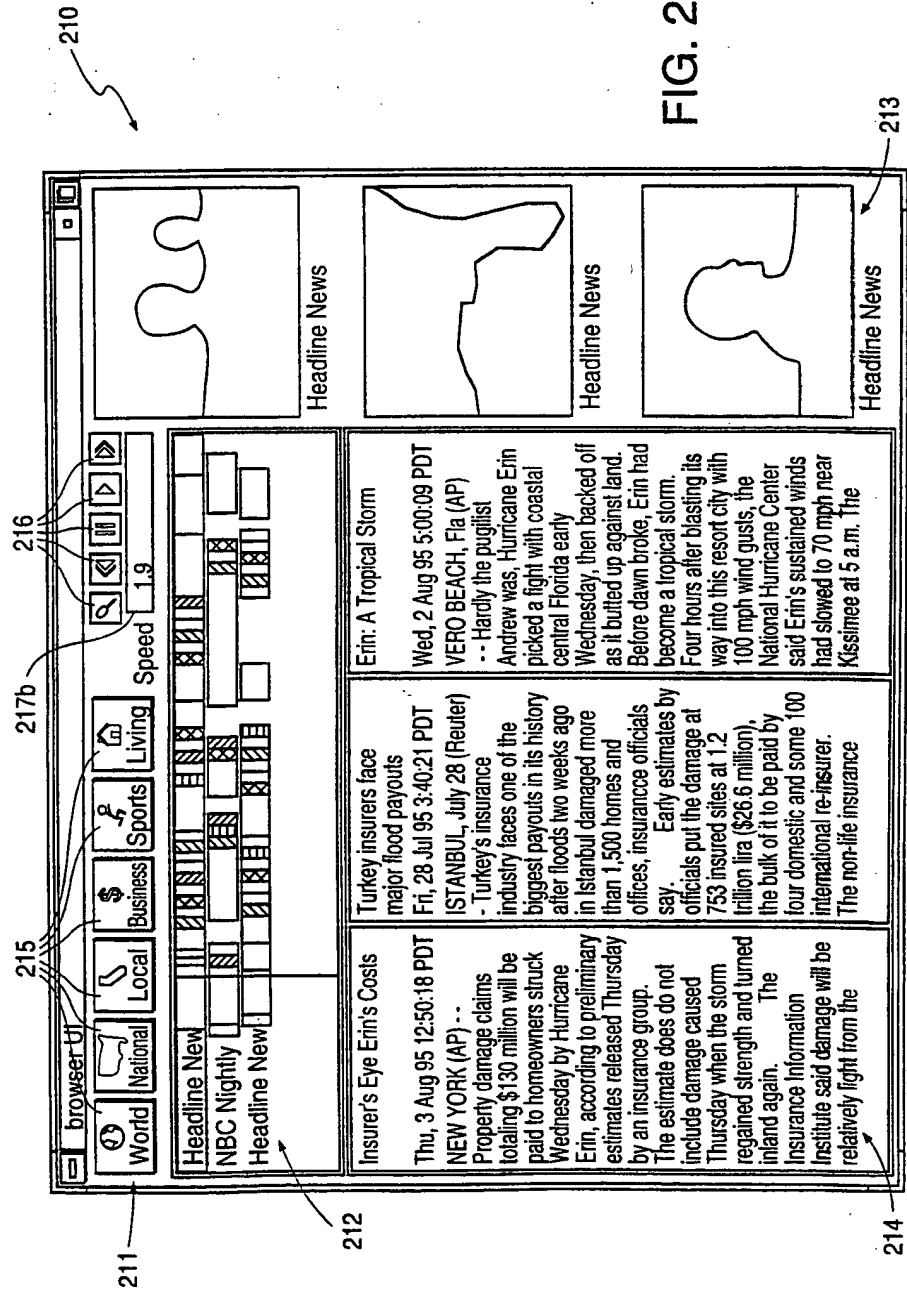 210
FIG. 2
215
217b
216
211
browser UI
World
National
Local
Business
Sports
Living
Speed
1.9
Headline New
NBC Nightly
Headline New
212
Headline News
Headline News
Headline News
213
Insurer's Eye Erin's Costs
Thu, 3 Aug 95 12:50:18 PDT
NEW YORK (AP) --
Property damage claims
totaling $130 million will be
paid to homeowners struck
Wednesday by Hurricane
Erin, according to preliminary
estimates released Thursday
by an insurance group.
The estimate does not
include damage caused
Thursday when the storm
regained strength and turned
inland again. The
Insurance Information
Institute said damage will be
relatively light from the
Turkey insurers face
major flood payouts
Fri, 28 Jul 95 3:40:21 PDT
ISTANBUL, July 28 (Reuter)
- Turkey's insurance
industry faces one of the
biggest payouts in its history
after floods two weeks ago
in Istanbul damaged more
than 1,500 homes and
offices, insurancce officials
say. Early estimates by
officials put the damage at
753 insured sites at 1.2
trillion lira ($26.6 million),
the bulk of it to be paid by
four domestic and some 100
international re-insurer.
The non-life insurance
Erin: A Tropical Storm
Wed, 2 Aug 95 5:00:09 PDT
VERO BEACH, Fla (AP)
- - Hardly the pugilist
Andrew was, Hurricane Erin
picked a fight with coastal
central Florida early
Wednesday, then backed off
as it butted up against land.
Before dawn broke, Erin had
become a tropical storm.
Four hours after blasting its
way into this resort city with
100 mph wind gusts, the
National Hurricane Center
said Erin's sustained winds
had slowed to 70 mph near
Kissimee at 5 a.m. The
214